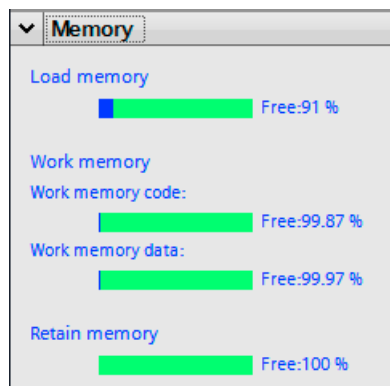 Memory
Load memory
Free:91 %
Work memory
Work memory code:
Free:99.87 %
Work memory data:
Free:99.97 %
Retain memory
Free:100 %